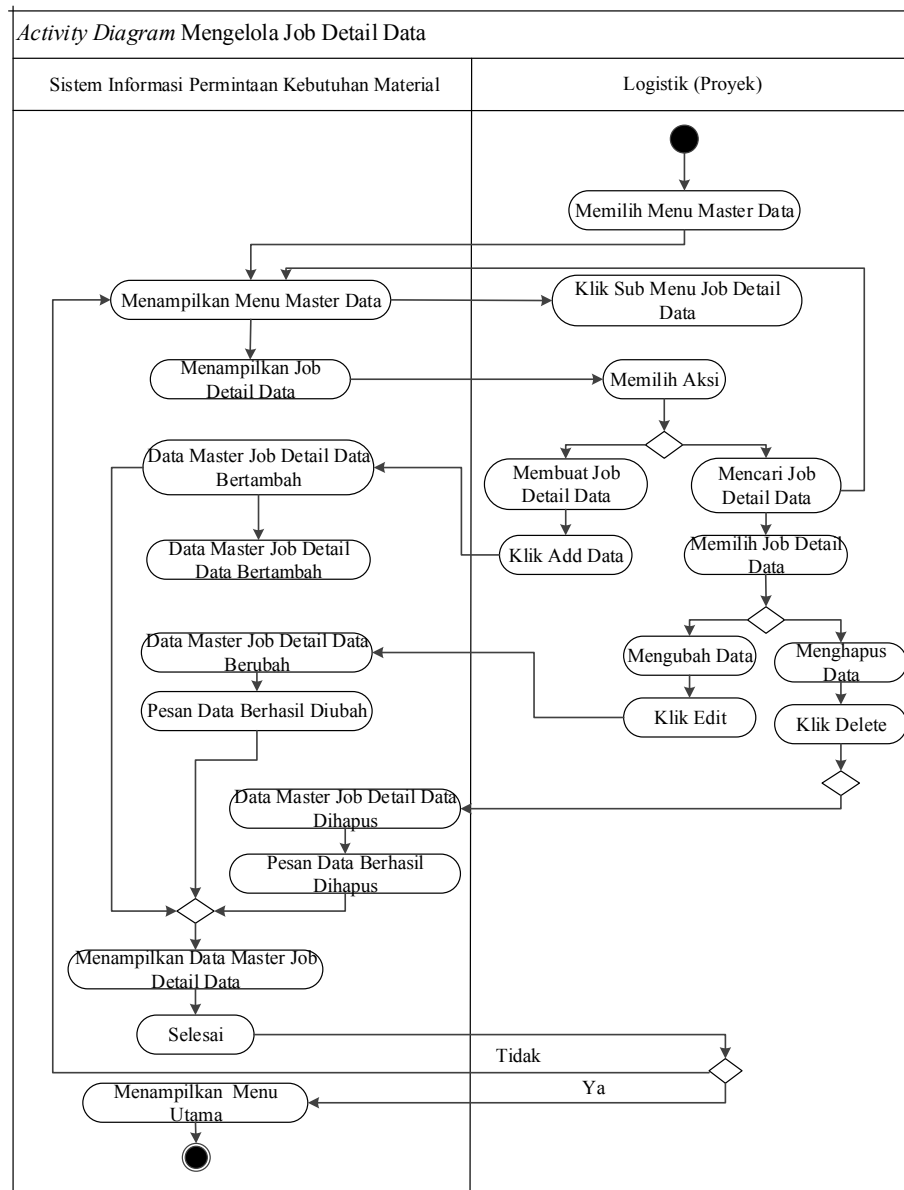 Activity Diagram Mengelola Job Detail Data
Sistem Informasi Permintaan Kebutuhan Material
Logistik (Proyek)
Memilih Menu Master Data
Menampilkan Menu Master Data
Klik Sub Menu Job Detail
Data
Menampilkan Job
Detail Data
Memilih Aksi
Data Master Job Detail Data
Bertambah
Membuat Job
Detail Data
Mencari Job
Detail Data
Data Master Job Detail
Data Bertambah
Klik Add Data
Memilih Job Detail
Data
Data Master Job Detail Data
Berubah
Mengubah Data
Menghapus
Data
Pesan Data Berhasil Diubah
Klik Edit
Klik Delete
Data Master Job Detail Data
Dihapus
Pesan Data Berhasil
Dihapus
Menampilkan Data Master Job
Detail Data
Selesai
Tidak
Ya
Menampilkan Menu
Utama